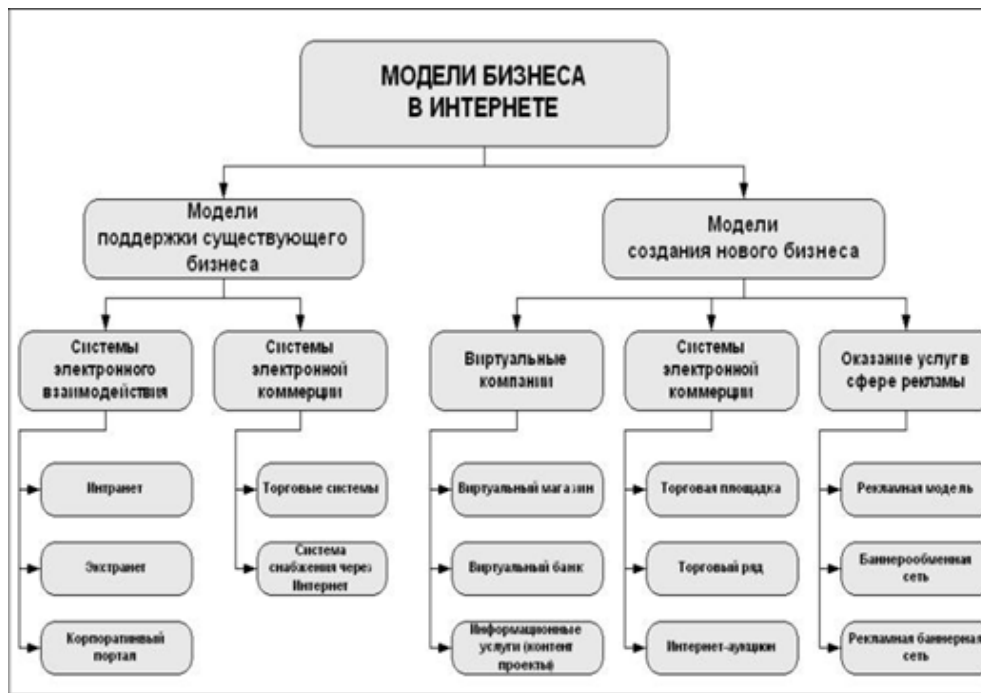 МОДЕЛИ БИЗНЕСА
В ИНТЕРНЕТЕ
Модели
поддержки существующего
бизнеса
Модели
создания нового бизнеса
Системы
электронного
взаимодействия
Системы
электронной
коммерции
Виртуальные
компании
Системы
электронной
коммерции
Оказание услуг в
сфере рекламы
Интранет
Экстранет
Корпоративный
портал
Торговые системы
Система
снабжения через
Интернет
Виртуальный магазин
Виртуальный банк
Информационные
услуги (контент
проекты)
Торговая площадка
Торговый ряд
Интернет-аукцион
Рекламная модель
Баннерообменная
сеть
Рекламная баннерная
сеть